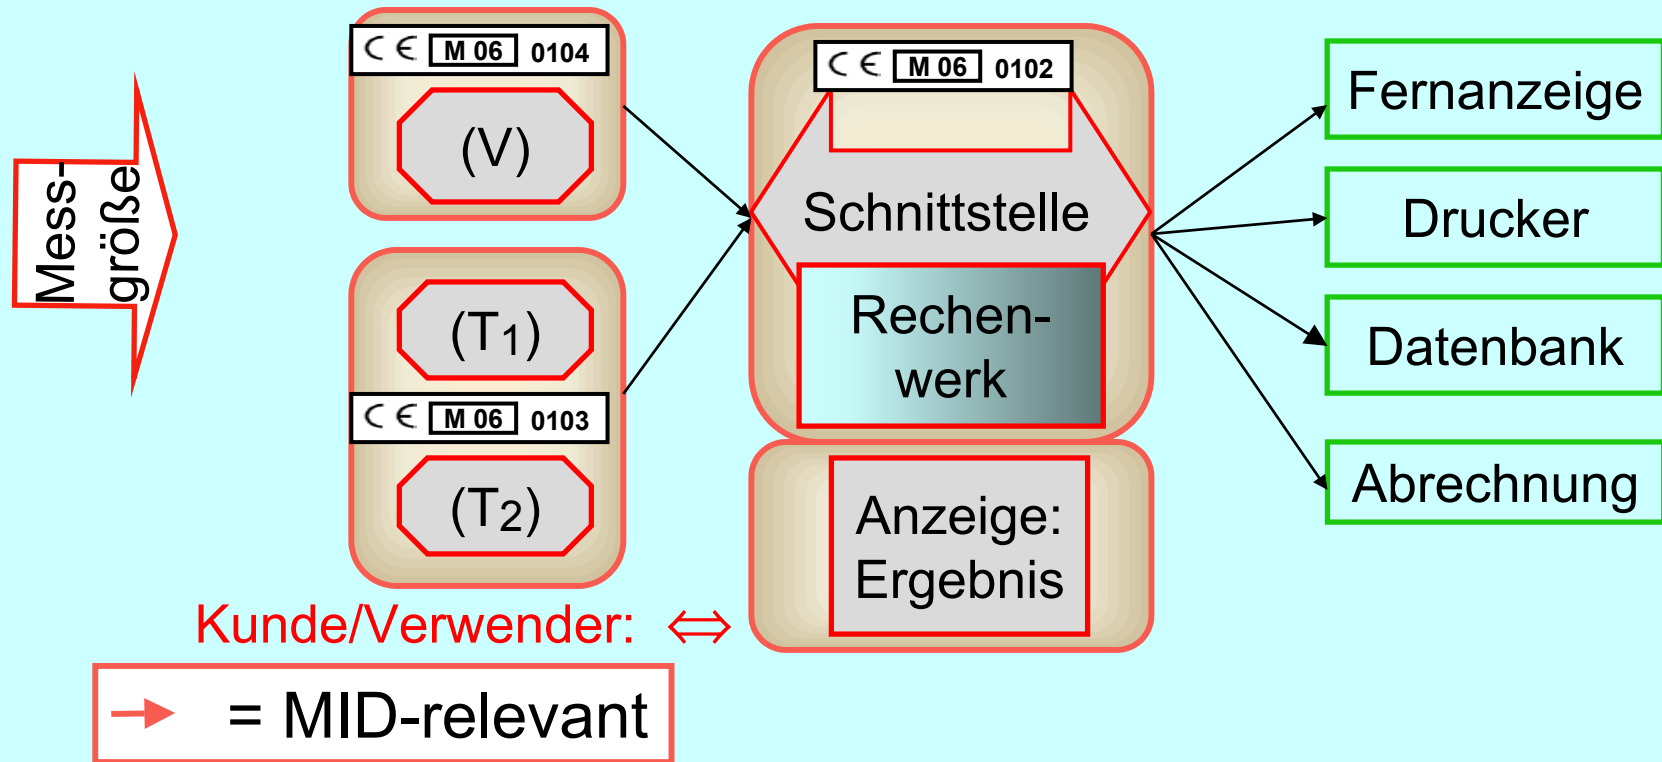 Mess-
größe
CE M 06 0104
(V)
(T1)
CE M 06 0103
(T2)
CE M 06 0102
Schnittstelle
Rechen-
werk
Anzeige:
Ergebnis
Fernanzeige
Drucker
Datenbank
Abrechnung
Kunde/Verwender: ⇔
= MID-relevant